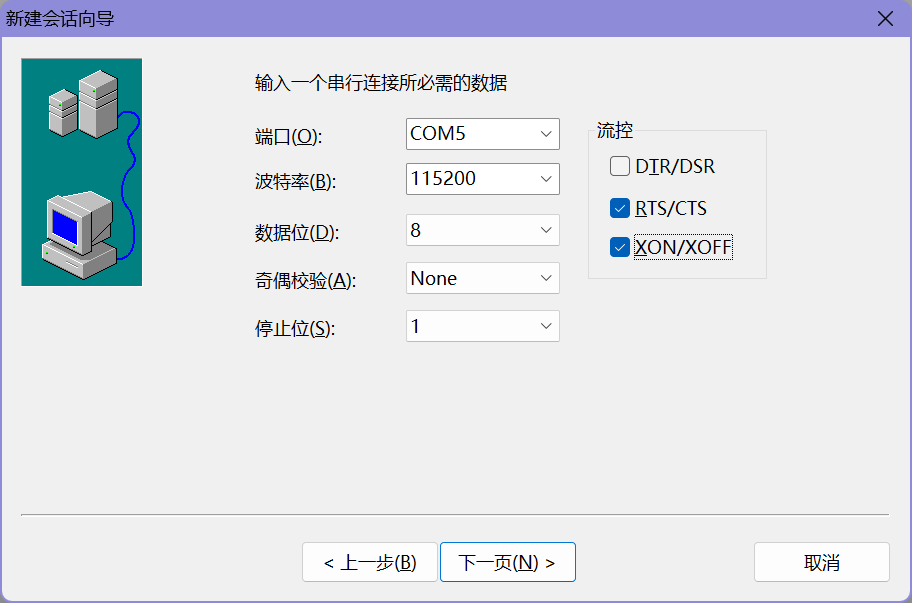 新建会话向导
输入一个串行连接所必需的数据
端口(O): COM5
波特率(B): 115200
数据位(D): 8
奇偶校验(A): None
停止位(S): 1
流控
DTR/DSR
RTS/CTS
XON/XOFF
< 上一步(B) 下一页(N) > 取消